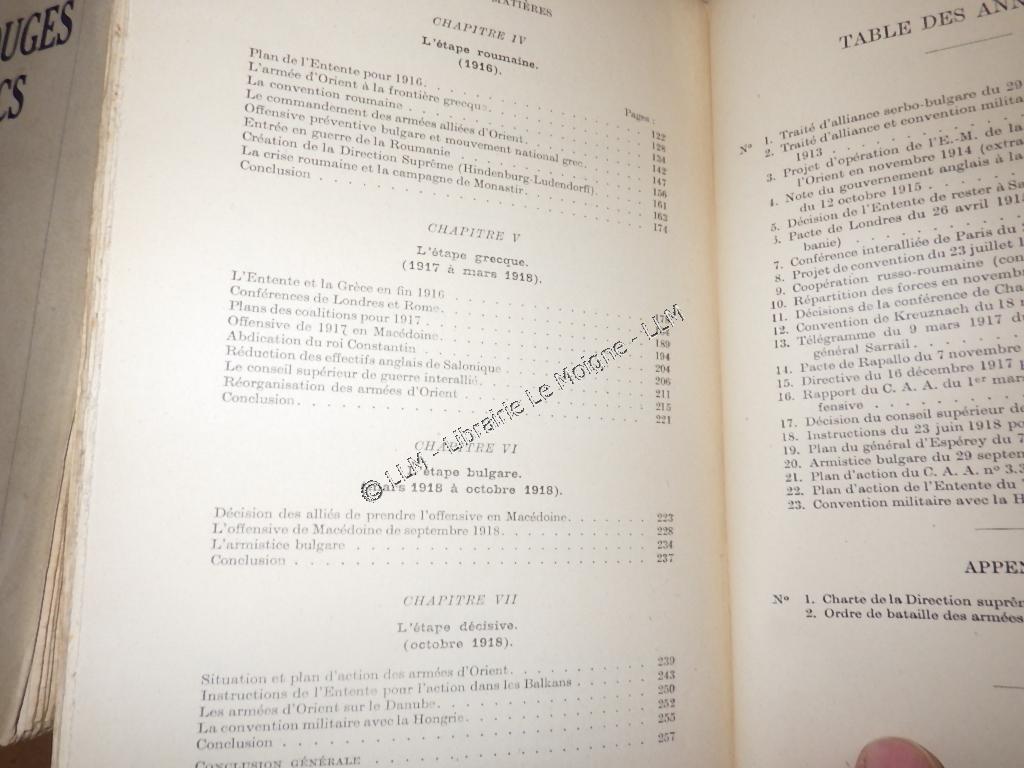 OUGES
CS
MATIÈRES
CHAPITRE IV
L'étape roumaine.
(1916).
Pages :
Plan de l'Entente pour 1916. 122
L'armée d'Orient à la frontière grecque. 128
La convention roumaine 134
Le commandement des armées alliées d'Orient. 142
Offensive préventive bulgare et mouvement national grec. 147
Entrée en guerre de la Roumanie 156
Création de la Direction Suprême (Hindenburg-Ludendorff). 161
La crise roumaine et la campagne de Monastir. 163
Conclusion 174
CHAPITRE V
L'étape grecque.
(1917 à mars 1918).
L'Entente et la Grèce en fin 1916
Conférences de Londres et Rome.
Plans des coalitions pour 1917 189
Offensive de 1917 en Macédoine. 194
Abdication du roi Constantin 204
Réduction des effectifs anglais de Salonique 206
Le conseil supérieur de guerre interallié. 211
Réorganisation des armées d'Orient 215
Conclusion. 221
CHAPITRE VI
L'étape bulgare.
(mars 1918 à octobre 1918).
Décision des alliés de prendre l'offensive en Macédoine. 223
L'offensive de Macédoine de septembre 1918. 228
L'armistice bulgare 234
Conclusion 237
CHAPITRE VII
L'étape décisive.
(octobre 1918).
Situation et plan d'action des armées d'Orient. 239
Instructions de l'Entente pour l'action dans les Balkans 243
Les armées d'Orient sur le Danube. 250
La convention militaire avec la Hongrie. 252
Conclusion 255
CONCLUSION GÉNÉRALE 257
© LLM - Librairie Le Moigne - LLM
TABLE DES ANN
Nº 1. Traité d'alliance serbo-bulgare du 29
2. Traité d'alliance et convention milita
1913
3. Projet d'opération de l'E.-M. de la
l'Orient en novembre 1914 (extra
4. Note du gouvernement anglais à la
du 12 octobre 1915
5. Décision de l'Entente de rester à Sa
Pacte de Londres du 26 avril 1915
banie)
7. Conférence interalliée de Paris du
8. Projet de convention du 23 juillet 1
9. Coopération russo-roumaine (con
10. Répartition des forces en novemb
11. Décisions de la conférence de Cha
12. Convention de Kreuznach du 18 m
13. Télégramme du 9 mars 1917 du
général Sarrail
14. Pacte de Rapallo du 7 novembre
15. Directive du 16 décembre 1917 p
16. Rapport du C. A. A. du 1er mars
fensive
17. Décision du conseil supérieur de
18. Instructions du 23 juin 1918 po
19. Plan du général d'Espérey du 7
20. Armistice bulgare du 29 septem
21. Plan d'action du C. A. A. nº 3.3
22. Plan d'action de l'Entente du
23. Convention militaire avec la H
APPEN
Nº 1. Charte de la Direction suprêm
2. Ordre de bataille des armées